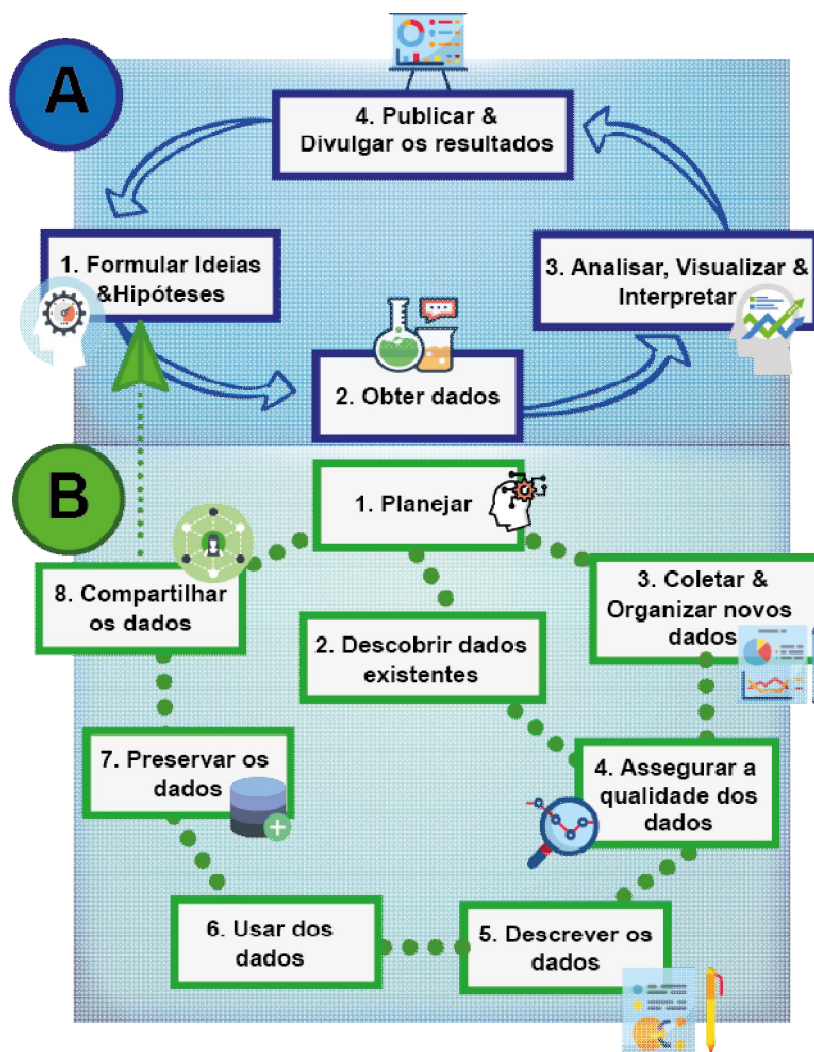 A
4. Publicar &
Divulgar os resultados
1. Formular Ideias
&Hipóteses
3. Analisar, Visualizar &
Interpretar
2. Obter dados
B
1. Planejar
8. Compartilhar
os dados
2. Descobrir dados
existentes
3. Coletar &
Organizar novos
dados
7. Preservar os
dados
4. Assegurar a
qualidade dos
dados
6. Usar dos
dados
5. Descrever os
dados